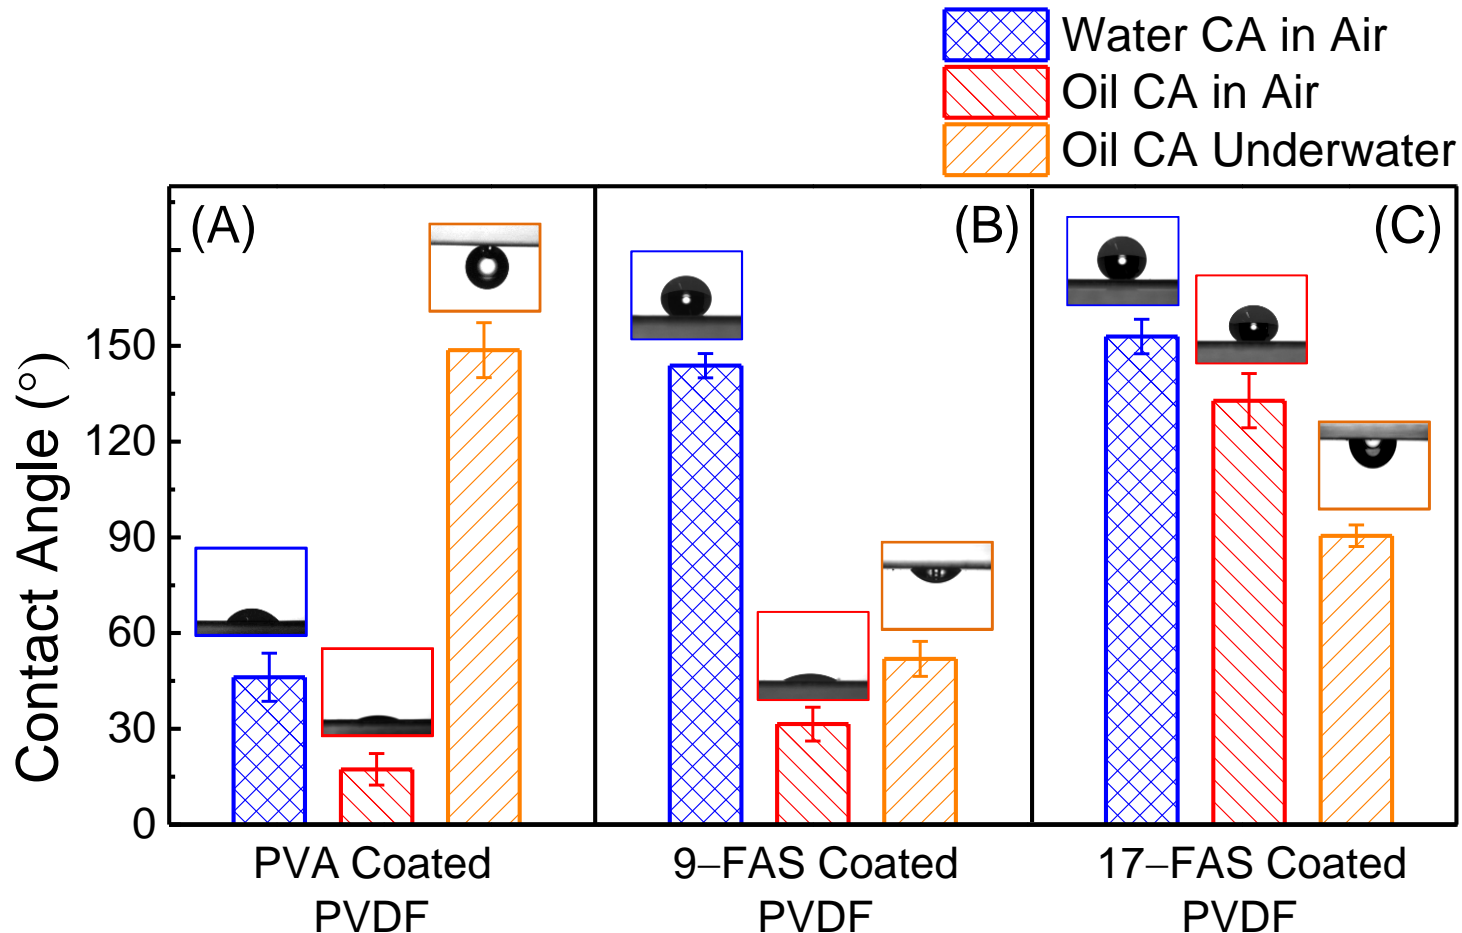 Water CA in Air
Oil CA in Air
Oil CA Underwater
(A)
(B)
(C)
Contact Angle (°)
150
120
90
60
30
0
PVA Coated
PVDF
9−FAS Coated
PVDF
17−FAS Coated
PVDF